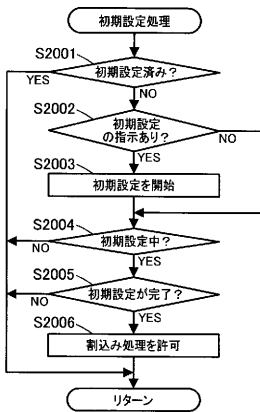 初期設定処理
S2001
YES
初期設定済み？
NO
S2002
初期設定
の指示あり？
NO
YES
S2003
初期設定を開始
S2004
初期設定中？
NO
YES
S2005
初期設定が完了？
NO
YES
S2006
割込み処理を許可
リターン